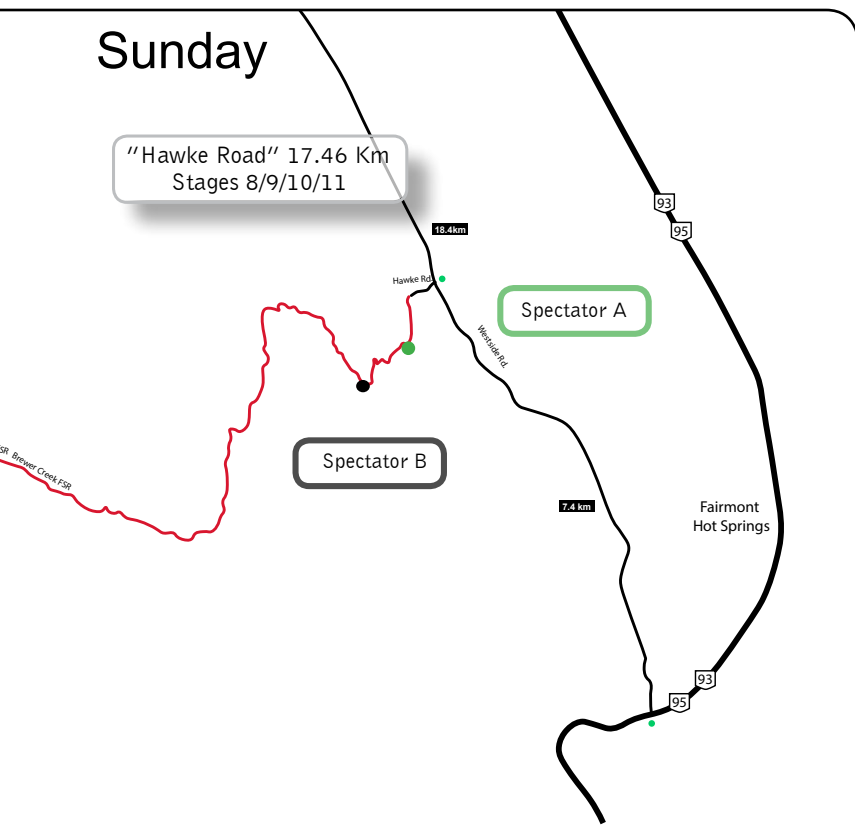 Sunday
"Hawke Road" 17.46 Km
Stages 8/9/10/11
93
95
18.4km
Hawke Rd.
Spectator A
Westside Rd.
Spectator B
SR Brewer Creek FSR
7.4 km
Fairmont
Hot Springs
93
95